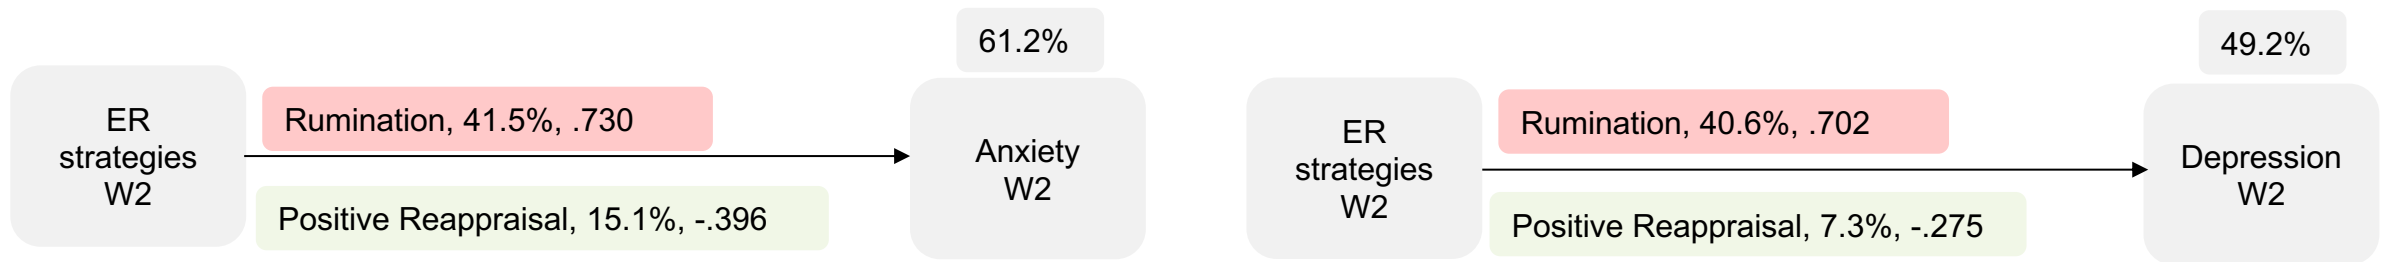 61.2%
ER
strategies
W2
Rumination, 41.5%, .730
Positive Reappraisal, 15.1%, -.396
Anxiety
W2
49.2%
ER
strategies
W2
Rumination, 40.6%, .702
Positive Reappraisal, 7.3%, -.275
Depression
W2